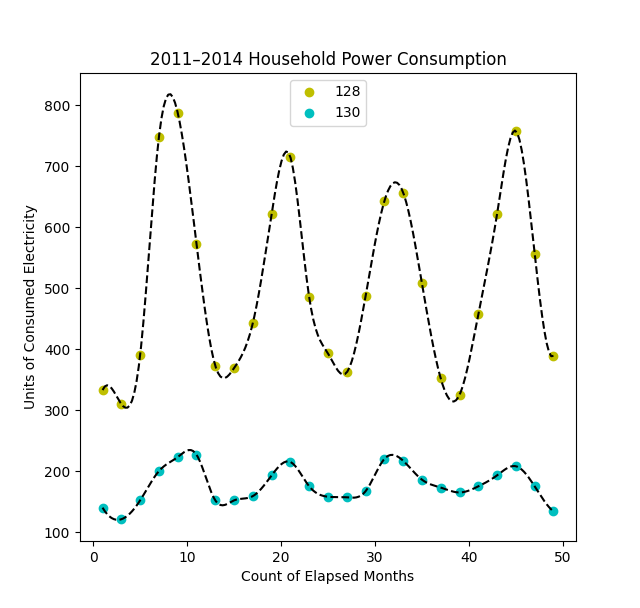 2011–2014 Household Power Consumption
128
130
Units of Consumed Electricity
800
700
600
500
400
300
200
100
0 10 20 30 40 50
Count of Elapsed Months